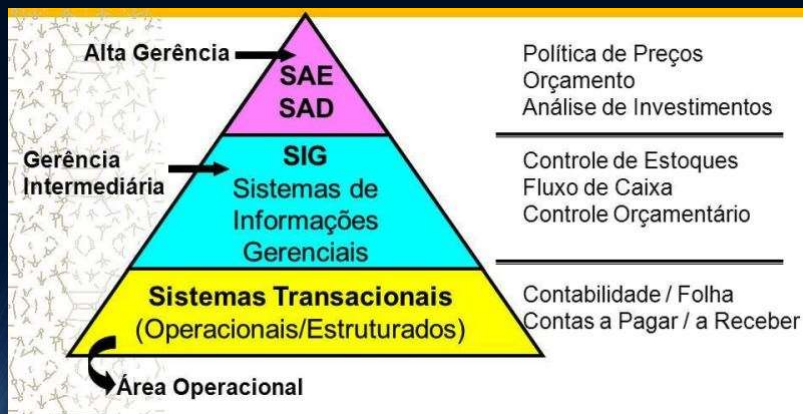 Alta Gerência
SAE
SAD
Política de Preços
Orçamento
Análise de Investimentos
Gerência
Intermediária
SIG
Sistemas de
Informações
Gerenciais
Controle de Estoques
Fluxo de Caixa
Controle Orçamentário
Sistemas Transacionais
(Operacionais/Estruturados)
Contabilidade / Folha
Contas a Pagar / a Receber
Área Operacional